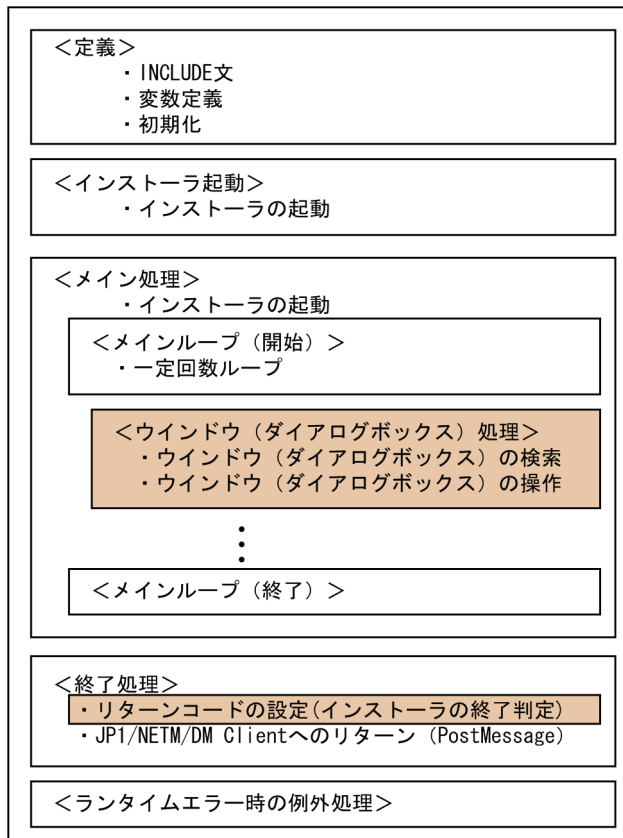 ＜定義＞
・INCLUDE文
・変数定義
・初期化
＜インストーラ起動＞
・インストーラの起動
＜メイン処理＞
・インストーラの起動
＜メインループ（開始）＞
・一定回数ループ
＜ウインドウ（ダイアログボックス）処理＞
・ウインドウ（ダイアログボックス）の検索
・ウインドウ（ダイアログボックス）の操作
＜メインループ（終了）＞
＜終了処理＞
・リターンコードの設定(インストーラの終了判定)
・JP1/NETM/DM Clientへのリターン（PostMessage）
＜ランタイムエラー時の例外処理＞